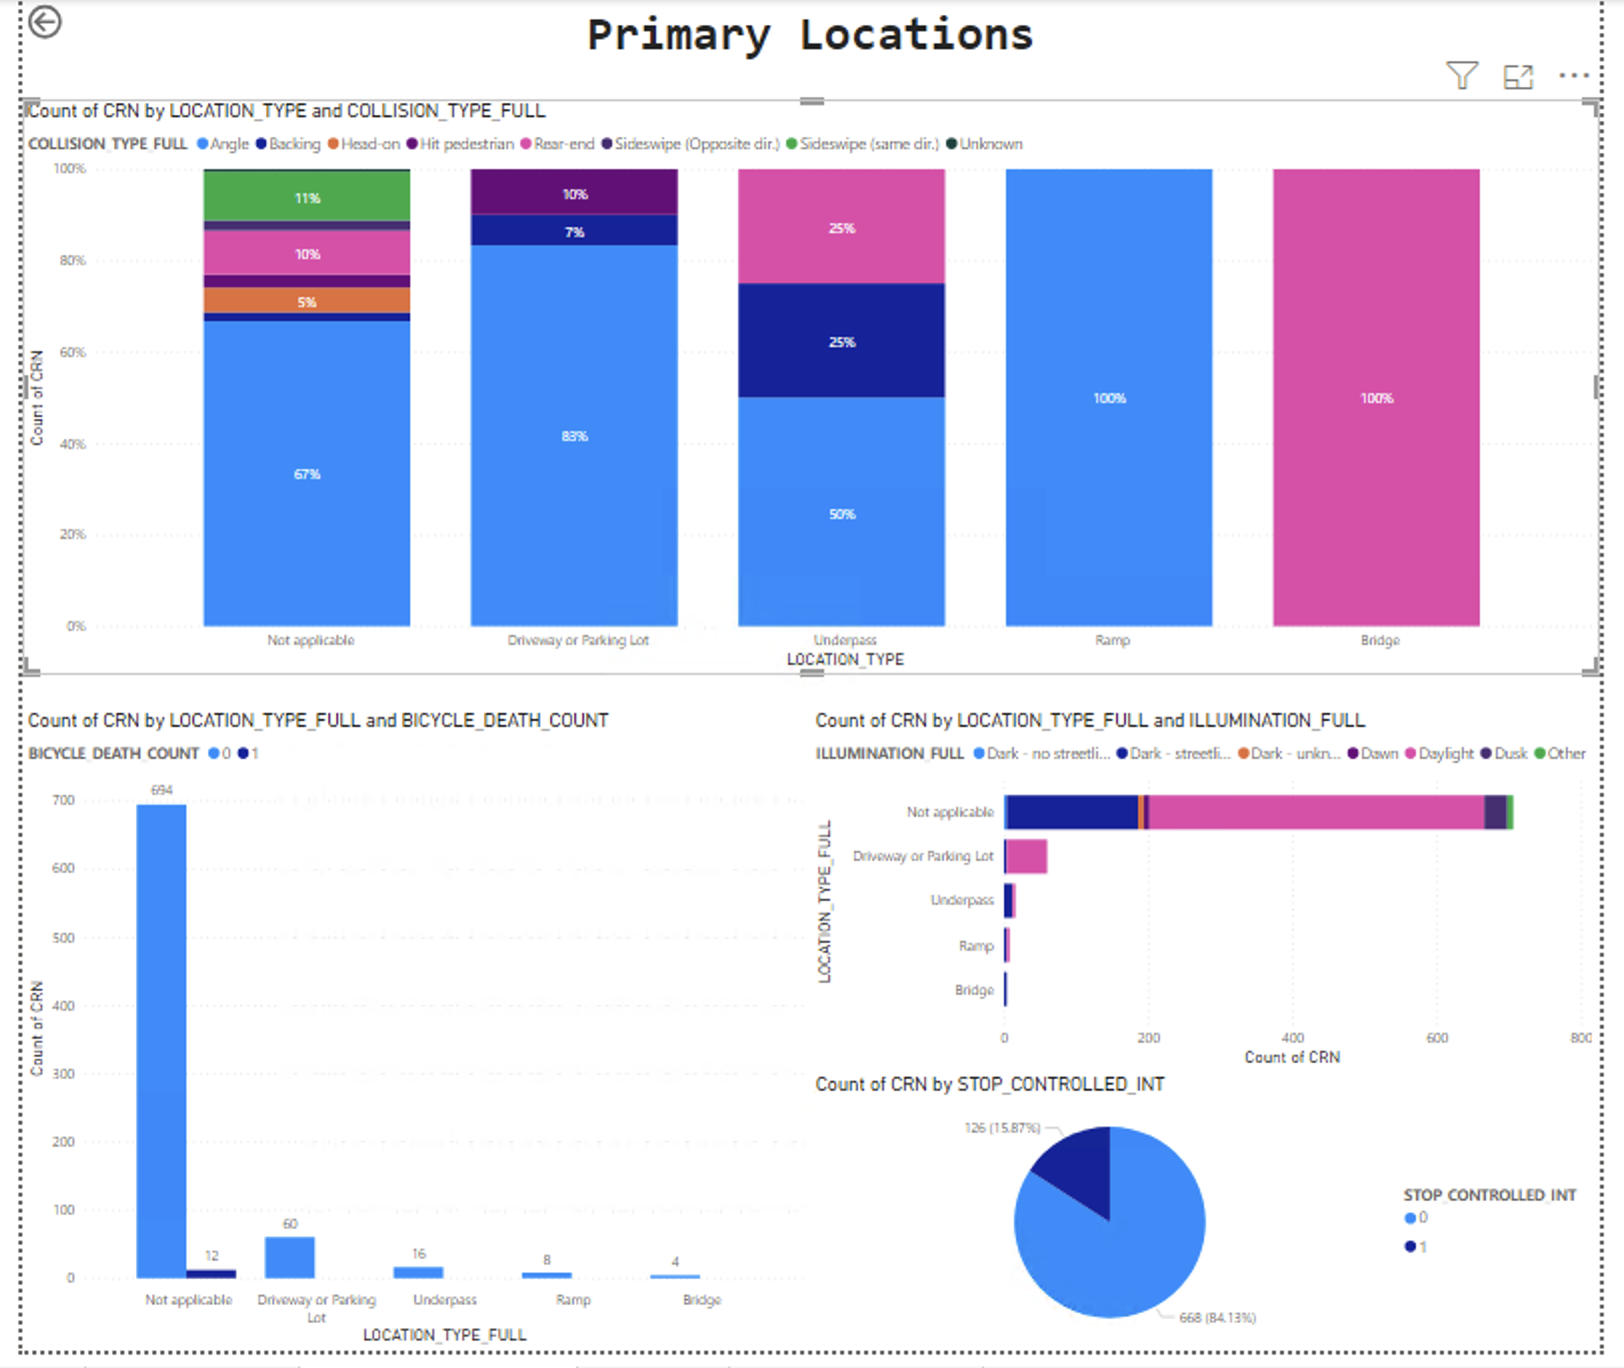 Primary Locations
Count of CRN by LOCATION_TYPE and COLLISION_TYPE_FULL
COLLISION_TYPE_FULL Angle Backing Head-on Hit pedestrian Rear-end Sideswipe (Opposite dir.) Sideswipe (same dir.) Unknown
Count of CRN
100%
80%
60%
40%
20%
0%
11%
10%
5%
67%
10%
7%
83%
25%
25%
50%
100%
100%
Not applicable Driveway or Parking Lot Underpass Ramp Bridge
LOCATION_TYPE
Count of CRN by LOCATION_TYPE_FULL and BICYCLE_DEATH_COUNT
BICYCLE_DEATH_COUNT 0 1
Count of CRN
700
600
500
400
300
200
100
0
694
12
60
16
8
4
Not applicable Driveway or Parking Underpass Ramp Bridge
Lot
LOCATION_TYPE_FULL
Count of CRN by LOCATION_TYPE_FULL and ILLUMINATION_FULL
ILLUMINATION_FULL Dark - no streetli... Dark - streetli... Dark - unkn... Dawn Daylight Dusk Other
LOCATION_TYPE_FULL
Not applicable
Driveway or Parking Lot
Underpass
Ramp
Bridge
0 200 400 600 800
Count of CRN
Count of CRN by STOP_CONTROLLED_INT
126 (15.87%)
668 (84.13%)
STOP_CONTROLLED_INT
0
1